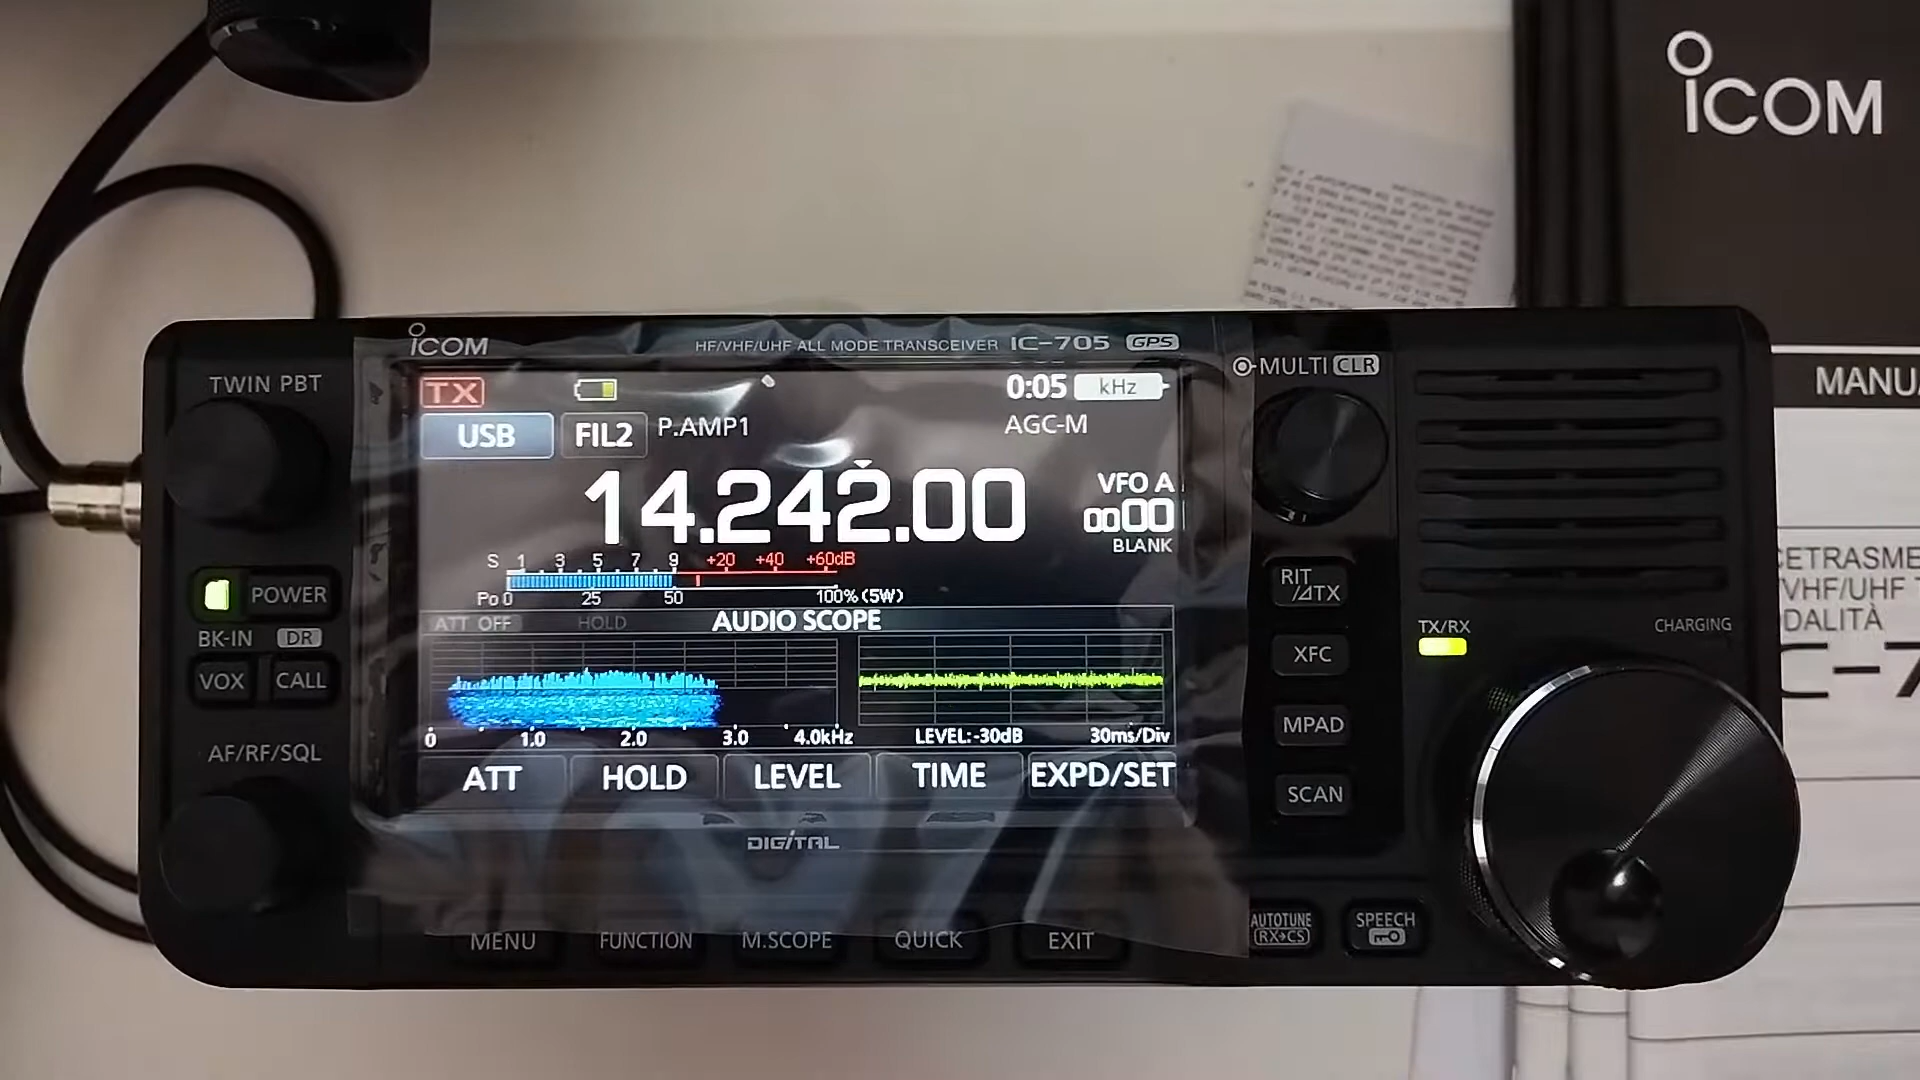 ICOM
MANUA
ICOM
HF/VHF/UHF ALL MODE TRANSCEIVER IC-705 GPS
TWIN PBT
MULTI CLR
TX
0:05 kHz
USB FIL2 P.AMP1 AGC-M
14.242.00
VFO A
0000
BLANK
S 1 3 5 7 9 +20 +40 +60dB
Po 0 25 50 100% (5W)
ATT OFF HOLD AUDIO SCOPE
0 1.0 2.0 3.0 4.0kHz
LEVEL:-30dB 30ms/Div
ATT HOLD LEVEL TIME EXPD/SET
DIGITAL
POWER
BK-IN DR
VOX CALL
AF/RF/SQL
RIT
/⊿TX
XFC
MPAD
SCAN
TX/RX
CHARGING
MENU FUNCTION M.SCOPE QUICK EXIT
AUTOTUNE
RX→CS
SPEECH
CETRASME
/VHF/UHF T
DALITÀ
C-7